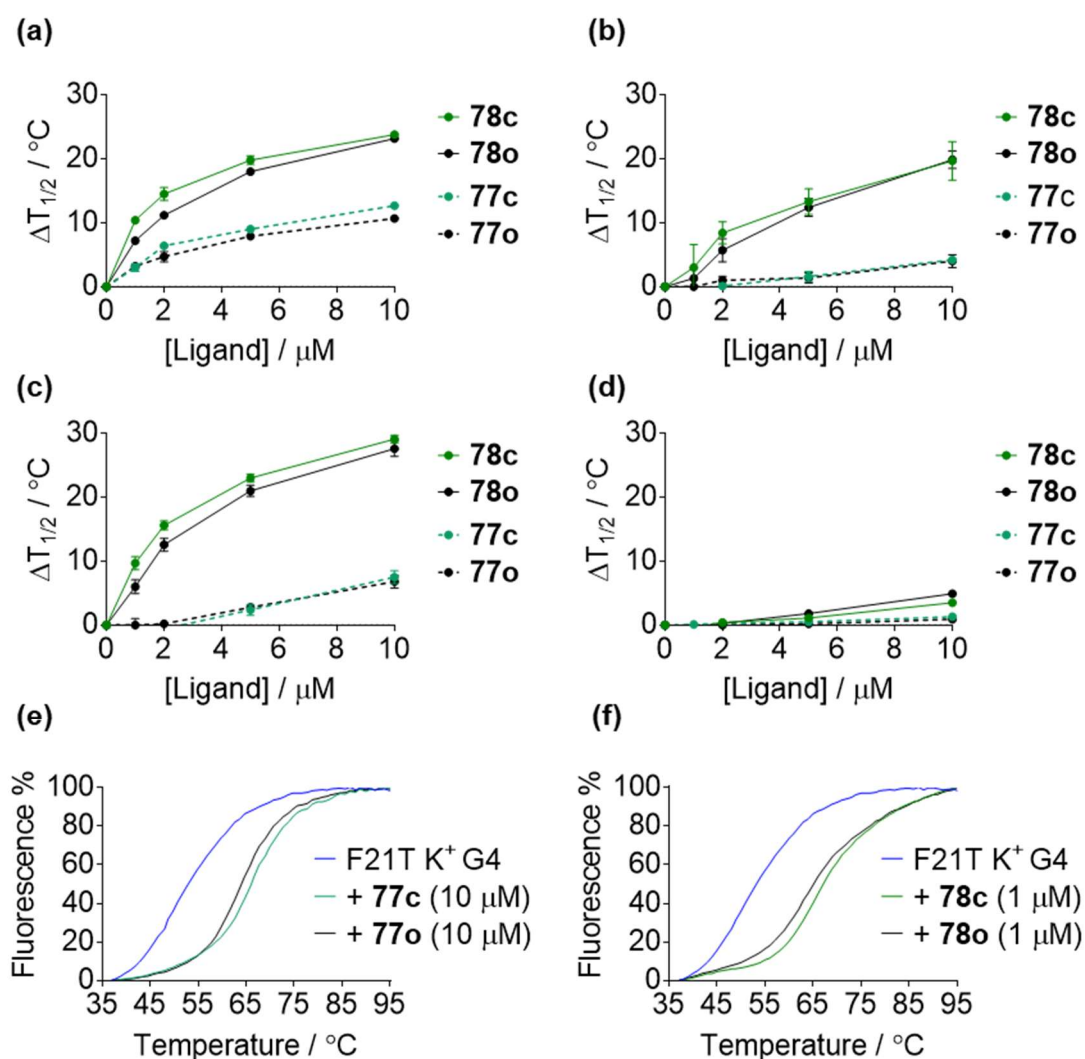 (a)
30
20
10
0
ΔT1/2 / °C
0 2 4 6 8 10
[Ligand] / μM
78c
78o
77c
77o
(b)
30
20
10
0
ΔT1/2 / °C
0 2 4 6 8 10
[Ligand] / μM
78c
78o
77c
77o
(c)
30
20
10
0
ΔT1/2 / °C
0 2 4 6 8 10
[Ligand] / μM
78c
78o
77c
77o
(d)
30
20
10
0
ΔT1/2 / °C
0 2 4 6 8 10
[Ligand] / μM
78c
78o
77c
77o
(e)
100
80
60
40
20
0
Fluorescence %
35 45 55 65 75 85 95
Temperature / °C
F21T K+ G4
+ 77c (10 μM)
+ 77o (10 μM)
(f)
100
80
60
40
20
0
Fluorescence %
35 45 55 65 75 85 95
Temperature / °C
F21T K+ G4
+ 78c (1 μM)
+ 78o (1 μM)